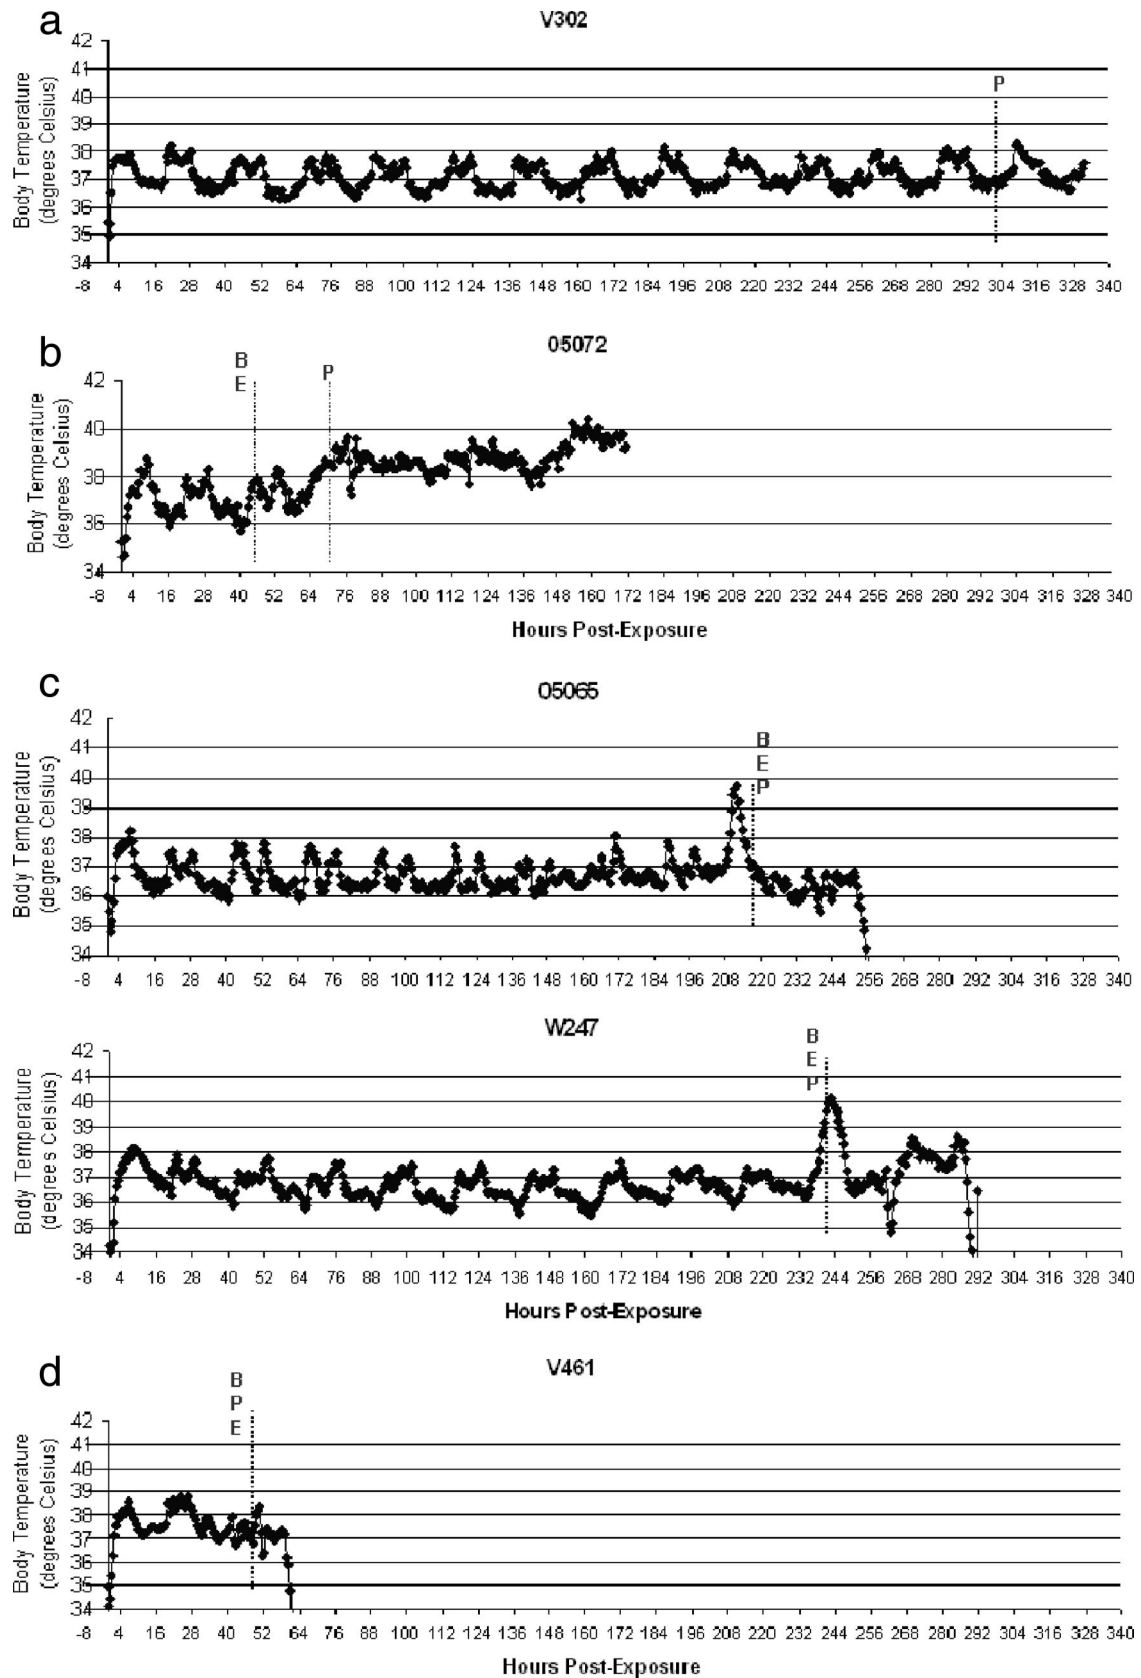 a
V302
Body Temperature
(degrees Celsius)
42
41
40
39
38
37
36
35
34
P
-8 4 16 28 40 52 64 76 88 100 112 124 136 148 160 172 184 196 208 220 232 244 256 268 280 292 304 316 328 340
b
05072
B
E
P
Body Temperature
(degrees Celsius)
42
40
38
36
34
-8 4 16 28 40 52 64 76 88 100 112 124 136 148 160 172 184 196 208 220 232 244 256 268 280 292 304 316 328 340
Hours Post-Exposure
c
05065
B
E
P
Body Temperature
(degrees Celsius)
42
41
40
39
38
37
36
35
34
-8 4 16 28 40 52 64 76 88 100 112 124 136 148 160 172 184 196 208 220 232 244 256 268 280 292 304 316 328 340
W247
B
E
P
Body Temperature
(degrees Celsius)
42
41
40
39
38
37
36
35
34
-8 4 16 28 40 52 64 76 88 100 112 124 136 148 160 172 184 196 208 220 232 244 256 268 280 292 304 316 328 340
Hours Post-Exposure
d
V461
B
P
E
Body Temperature
(degrees Celsius)
42
41
40
39
38
37
36
35
34
-8 4 16 28 40 52 64 76 88 100 112 124 136 148 160 172 184 196 208 220 232 244 256 268 280 292 304 316 328 340
Hours Post-Exposure